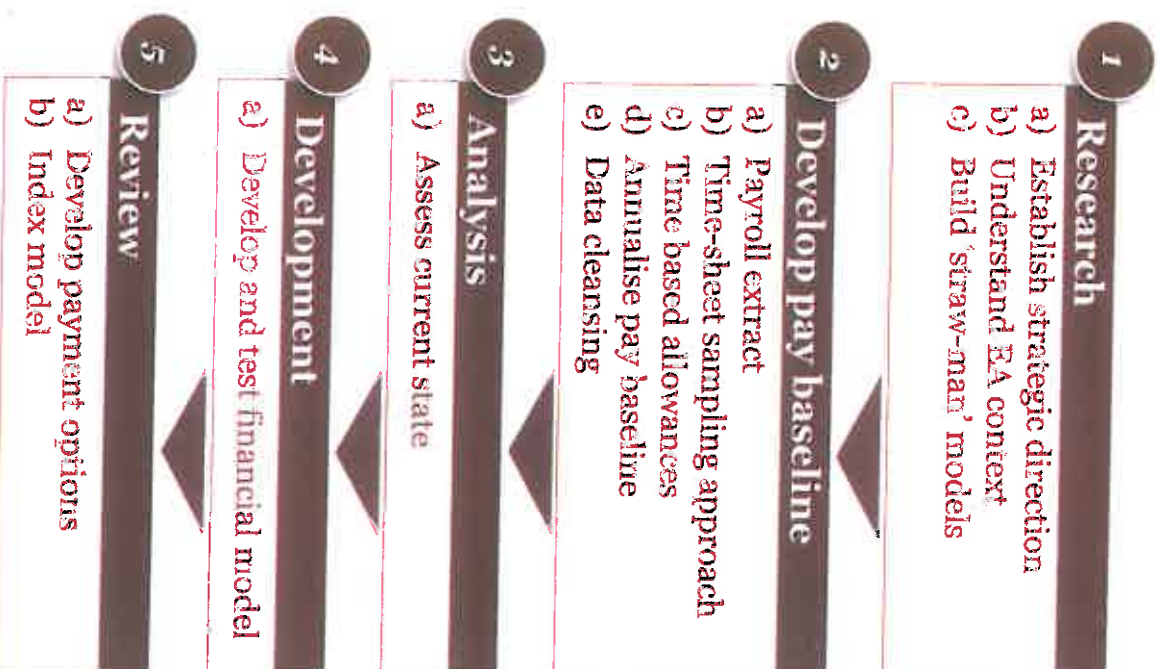 1
Research
a) Establish strategic direction
b) Understand EA context
c) Build 'straw-man' models
2
Develop pay baseline
a) Payroll extract
b) Time-sheet sampling approach
c) Time based allowances
d) Annualise pay baseline
e) Data cleansing
3
Analysis
a) Assess current state
4
Development
a) Develop and test financial model
5
Review
a) Develop payment options
b) Index model